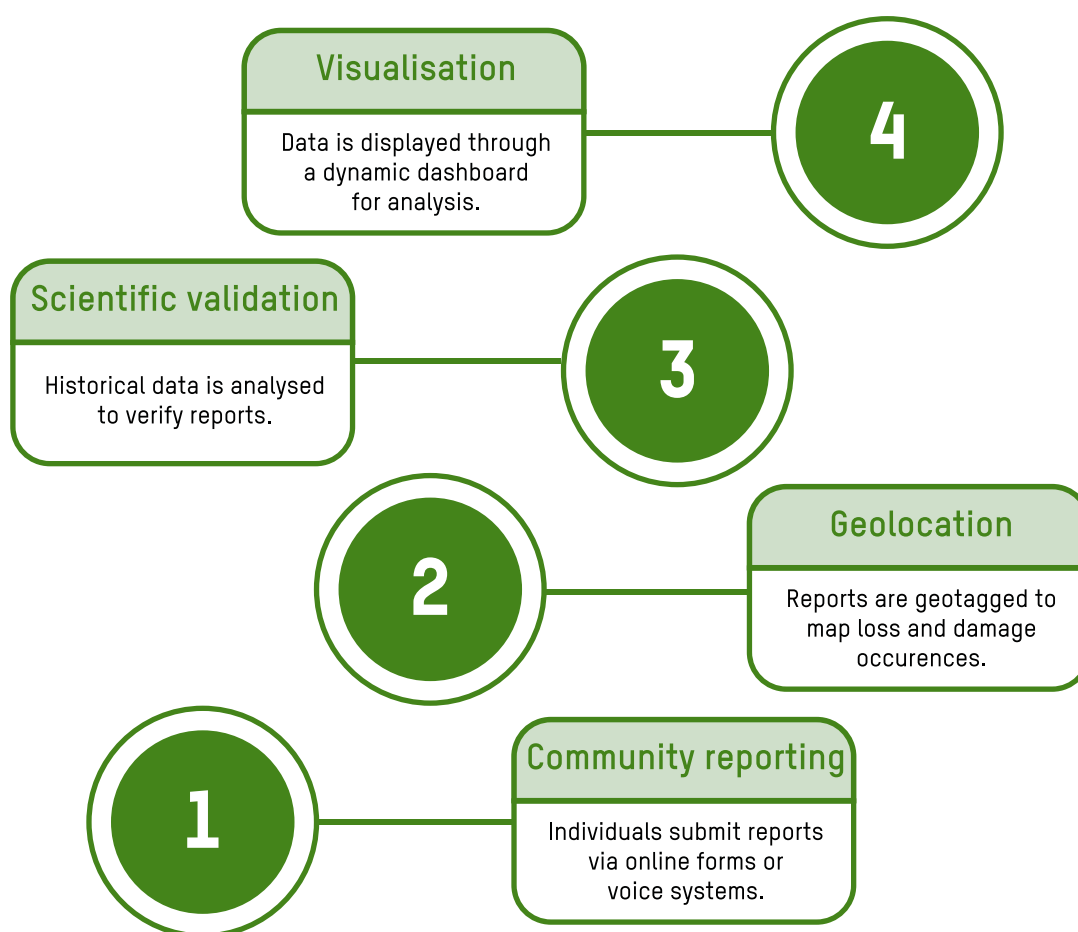 Visualisation
Data is displayed through
a dynamic dashboard
for analysis.
4
Scientific validation
Historical data is analysed
to verify reports.
3
2
Geolocation
Reports are geotagged to
map loss and damage
occurences.
1
Community reporting
Individuals submit reports
via online forms or
voice systems.